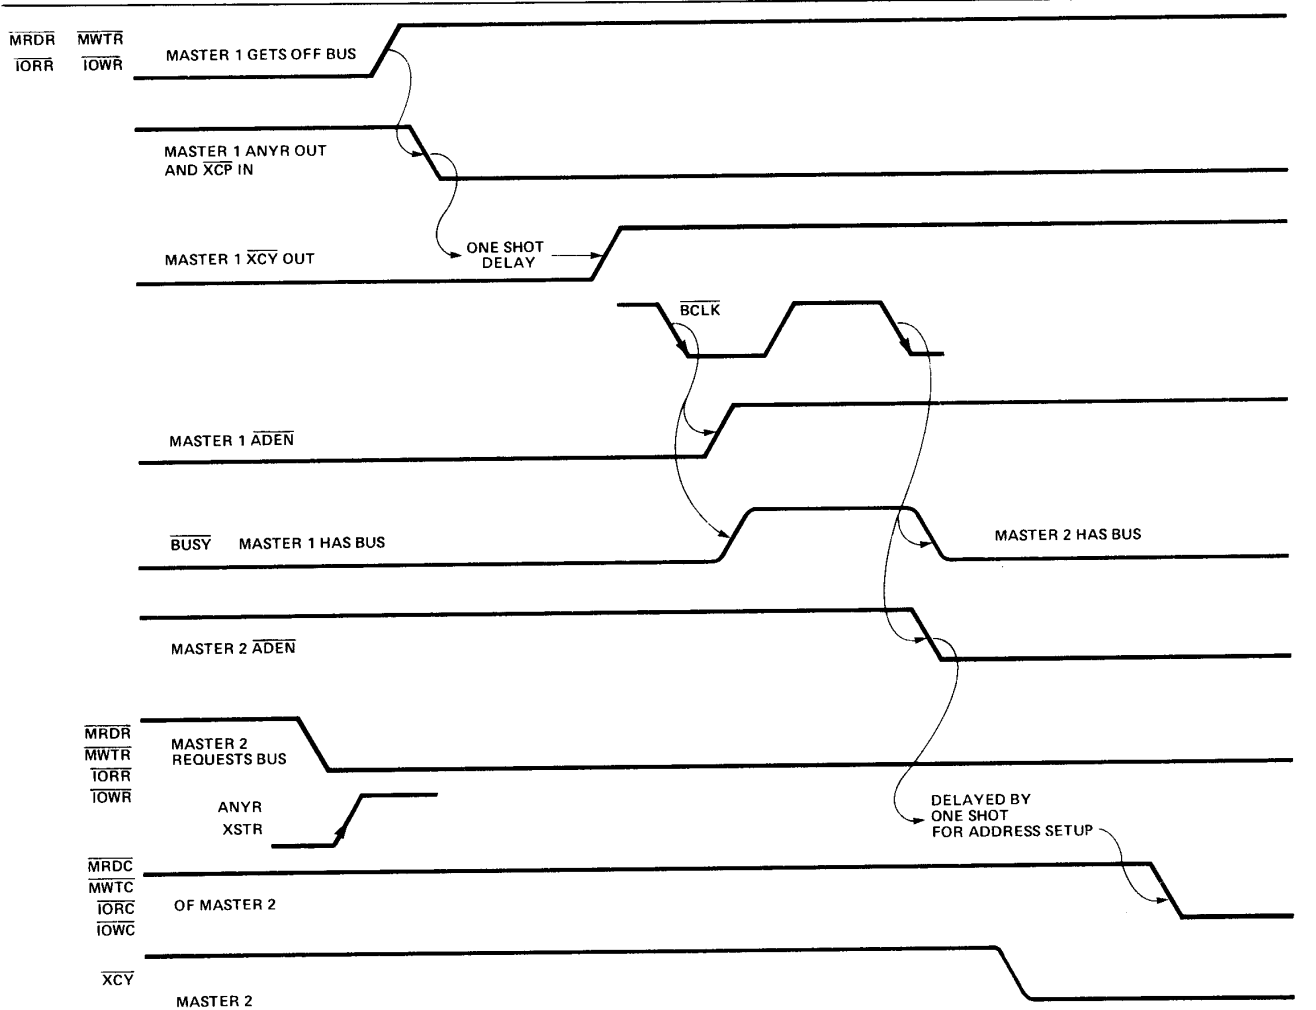 MRDR MWTR
IORR IOWR
MASTER 1 GETS OFF BUS
MASTER 1 ANYR OUT
AND XCP IN
MASTER 1 XCY OUT
ONE SHOT
DELAY
BCLK
MASTER 1 ADEN
BUSY MASTER 1 HAS BUS
MASTER 2 HAS BUS
MASTER 2 ADEN
MRDR
MWTR
IORR
IOWR
MASTER 2
REQUESTS BUS
ANYR
XSTR
DELAYED BY
ONE SHOT
FOR ADDRESS SETUP
MRDC
MWTC
IORC
IOWC
OF MASTER 2
XCY
MASTER 2